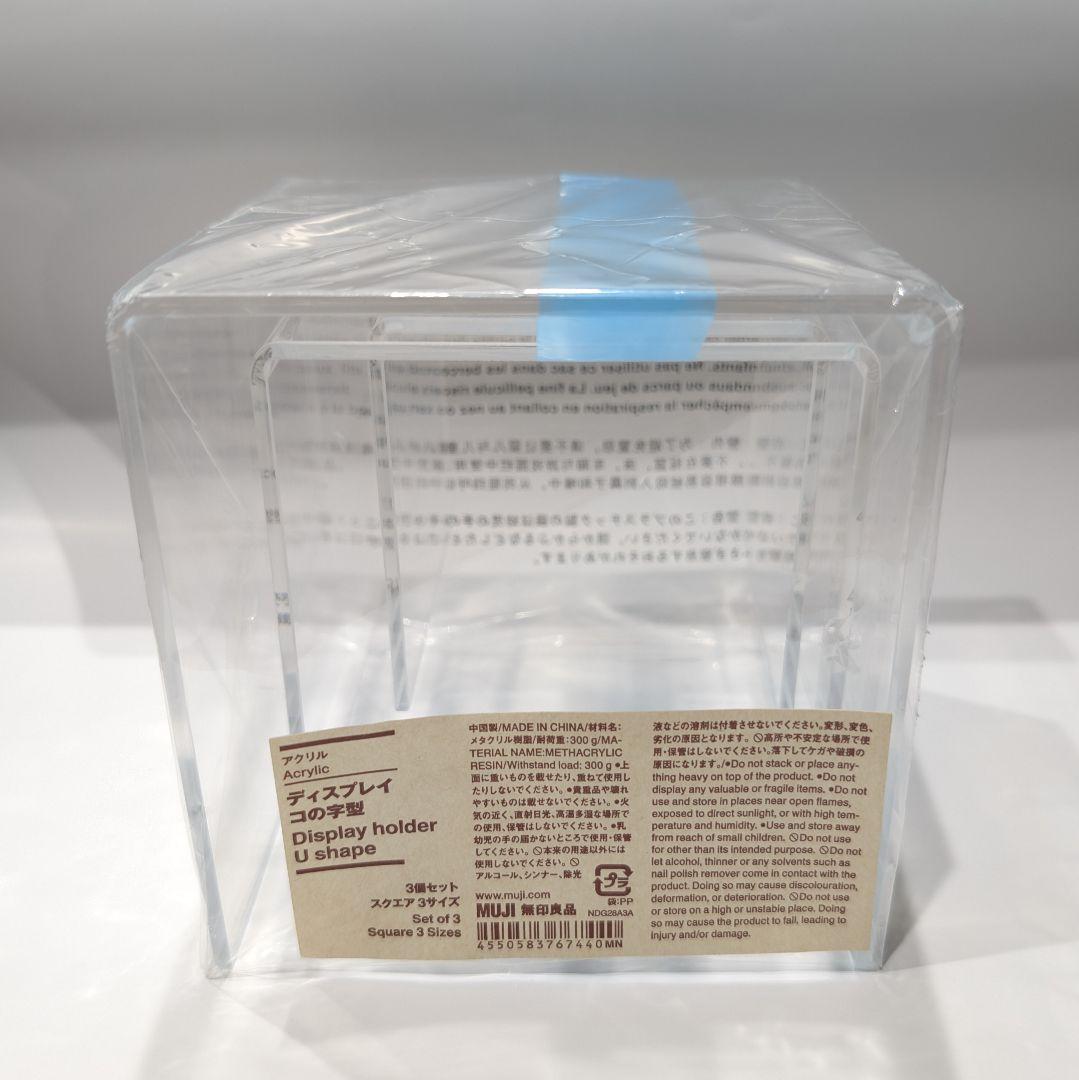 アクリル
Acrylic
ディスプレイ
コの字型
Display holder
U shape
3個セット
スクエア 3サイズ
Set of 3
Square 3 Sizes
中国製/MADE IN CHINA/材料名:
メタクリル樹脂/耐荷重:300 g/MA-
TERIAL NAME:METHACRYLIC
RESIN/Withstand load: 300 g ●上
面に重いものを載せたり、重ねて使用し
たりしないでください。●貴重品や壊れ
やすいものは載せないでください。●火
気の近く、直射日光、高温多湿な場所で
の使用、保管はしないでください。●乳
幼児の手の届かないところで使用・保管
してください。🚫本来の用途以外には
使用しないでください。🚫
アルコール、シンナー、除光
www.muji.com
MUJI 無印良品
プラ
袋:PP
NDG28A3A
4550583767440MN
液などの溶剤は付着させないでください。変形、変色、
劣化の原因となります。🚫高所や不安定な場所で使
用・保管はしないでください。落下してケガや破損の
原因になります。/●Do not stack or place any-
thing heavy on top of the product. ●Do not
display any valuable or fragile items. ●Do not
use and store in places near open flames,
exposed to direct sunlight, or with high tem-
perature and humidity. ●Use and store away
from reach of small children. 🚫Do not use
for other than its intended purpose. 🚫Do not
let alcohol, thinner or any solvents such as
nail polish remover come in contact with the
product. Doing so may cause discolouration,
deformation, or deterioration. 🚫Do not use
or store on a high or unstable place. Doing
so may cause the product to fall, leading to
injury and/or damage.